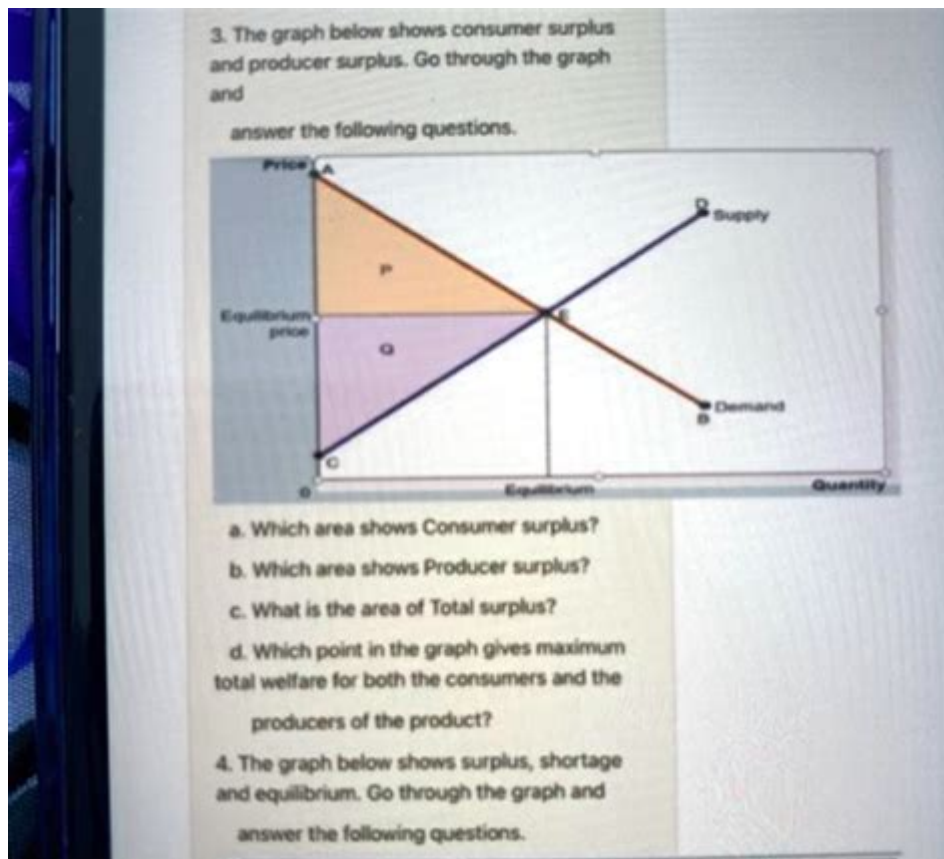 3. The graph below shows consumer surplus
and producer surplus. Go through the graph
and
answer the following questions.
Price
A
D
Supply
P
Equilibrium
price
E
Q
Demand
B
C
0
Equilibrium
Quantity
a. Which area shows Consumer surplus?
b. Which area shows Producer surplus?
c. What is the area of Total surplus?
d. Which point in the graph gives maximum
total welfare for both the consumers and the
producers of the product?
4. The graph below shows surplus, shortage
and equilibrium. Go through the graph and
answer the following questions.